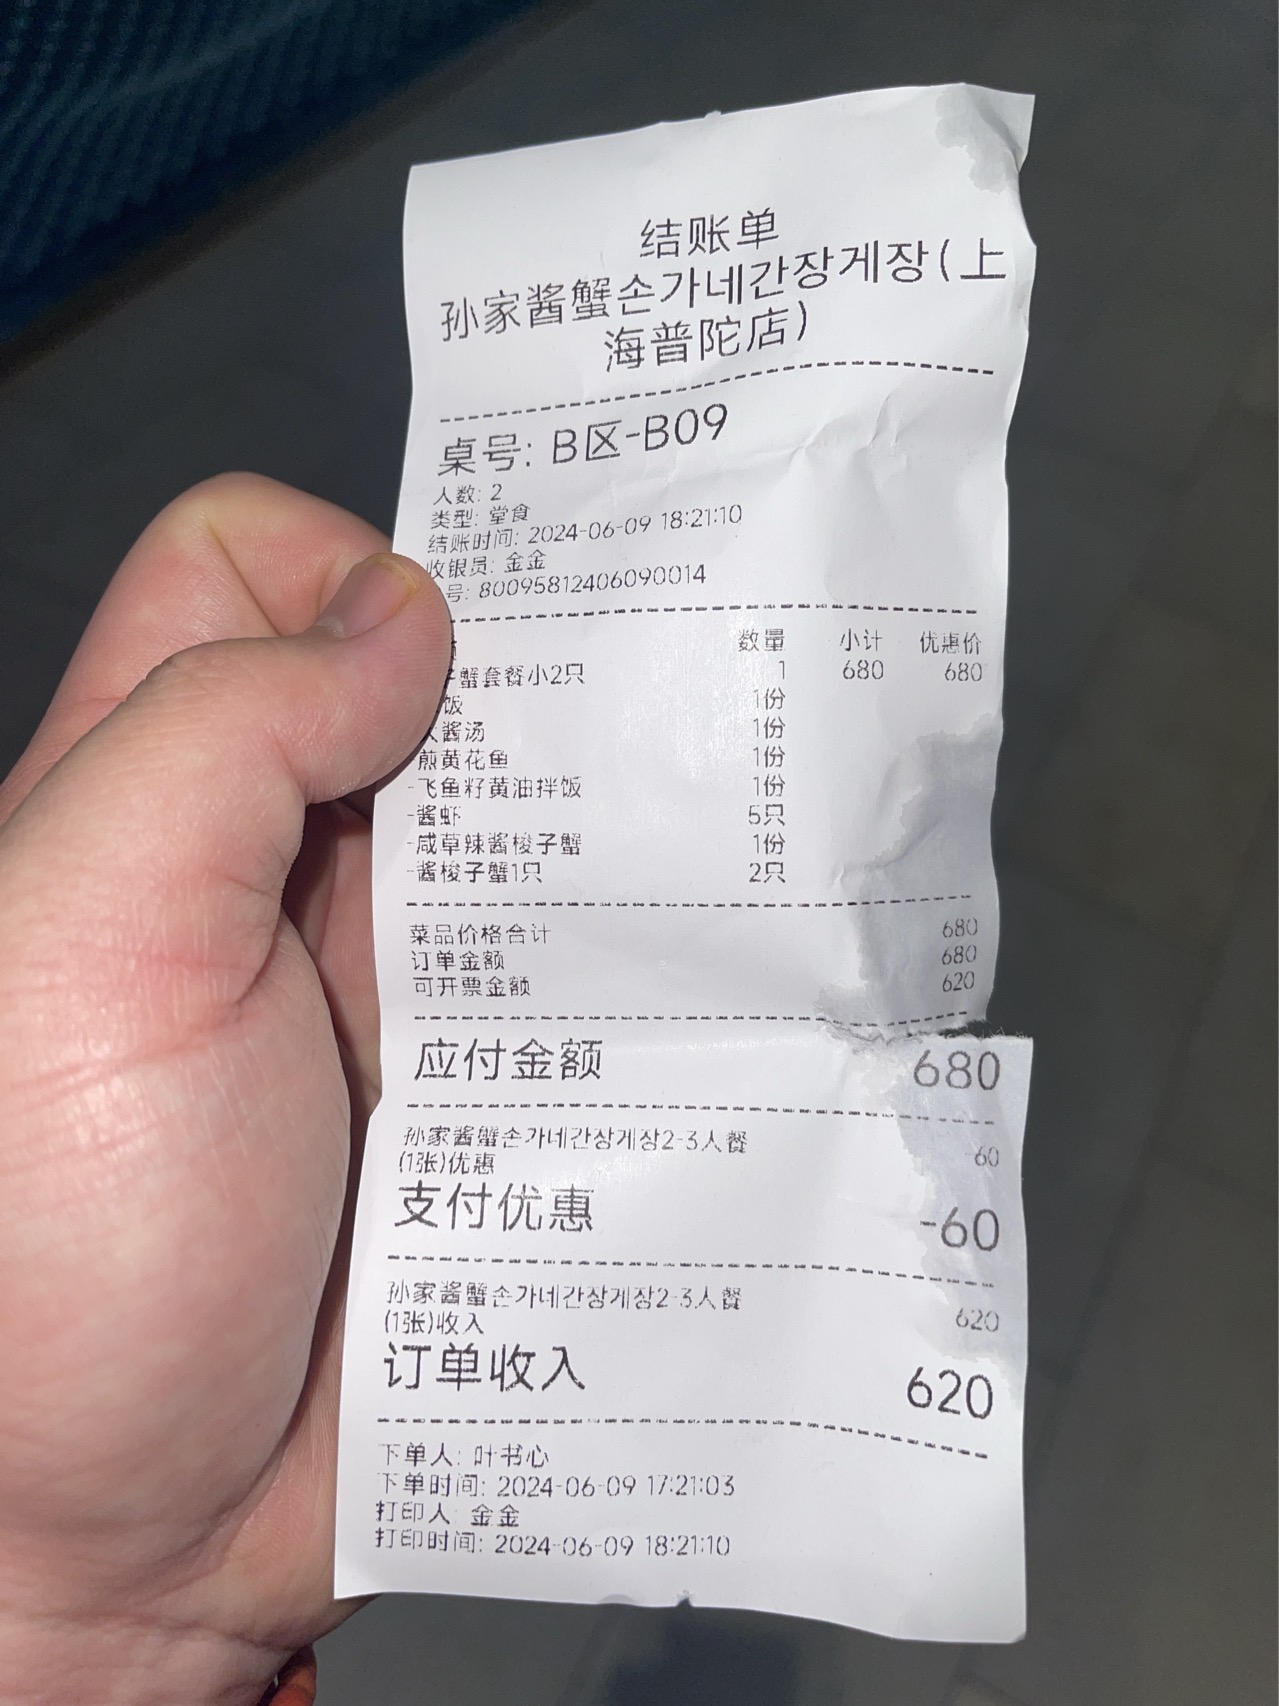 结账单
孙家酱蟹손가네간장게장(上
海普陀店)
桌号: B区-B09
人数: 2
类型: 堂食
结账时间: 2024-06-09 18:21:10
收银员: 金金
号: 80095812406090014
数量 小计 优惠价
蟹套餐小2只 1 680 680
饭 1份
酱汤 1份
煎黄花鱼 1份
-飞鱼籽黄油拌饭 1份
-酱虾 5只
-咸草辣酱梭子蟹 1份
-酱梭子蟹1只 2只
菜品价格合计 680
订单金额 680
可开票金额 620
应付金额 680
孙家酱蟹손가네간장게장2-3人餐 -60
(1张)优惠
支付优惠 -60
孙家酱蟹손가네간장게장2-3人餐 620
(1张)收入
订单收入 620
下单人: 叶书心
下单时间: 2024-06-09 17:21:03
打印人: 金金
打印时间: 2024-06-09 18:21:10